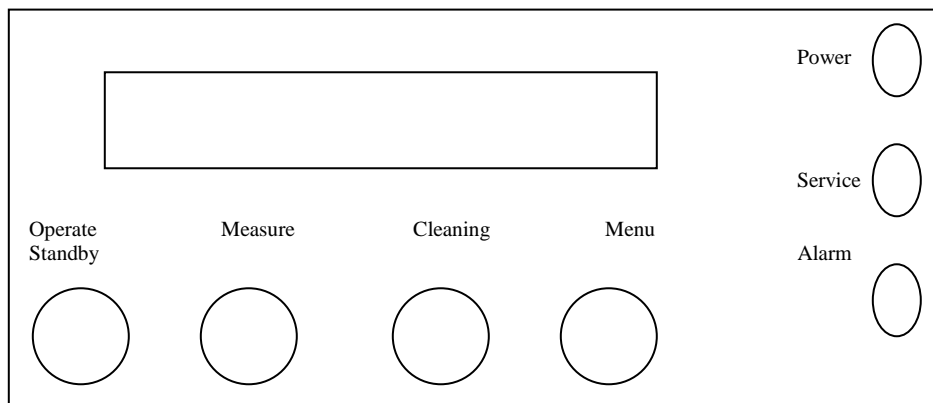 Power
Service
Operate
Standby
Measure
Cleaning
Menu
Alarm